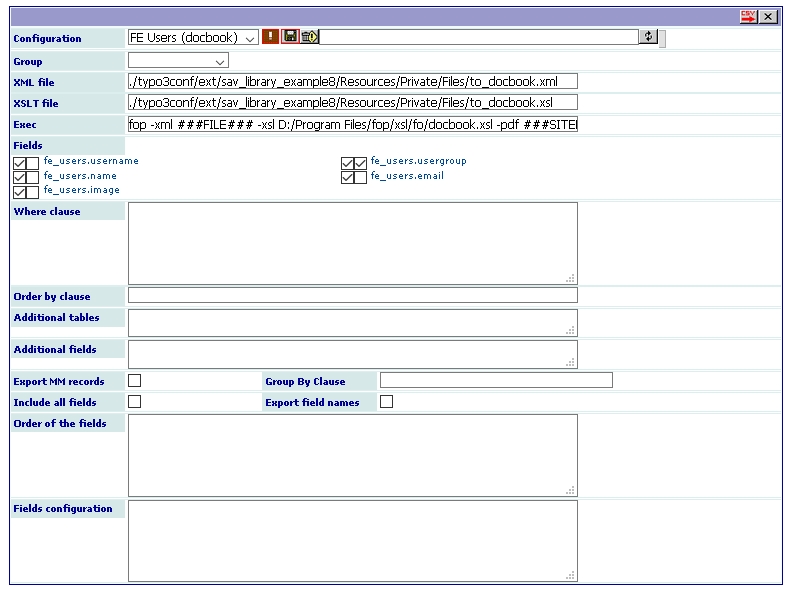 CSV
Configuration FE Users (docbook)
Group
XML file ./typo3conf/ext/sav_library_example8/Resources/Private/Files/to_docbook.xml
XSLT file ./typo3conf/ext/sav_library_example8/Resources/Private/Files/to_docbook.xsl
Exec fop -xml ###FILE### -xsl D:/Program Files/fop/xsl/fo/docbook.xsl -pdf ###SITE
Fields
fe_users.username fe_users.usergroup
fe_users.name fe_users.email
fe_users.image
Where clause
Order by clause
Additional tables
Additional fields
Export MM records Group By Clause
Include all fields Export field names
Order of the fields
Fields configuration